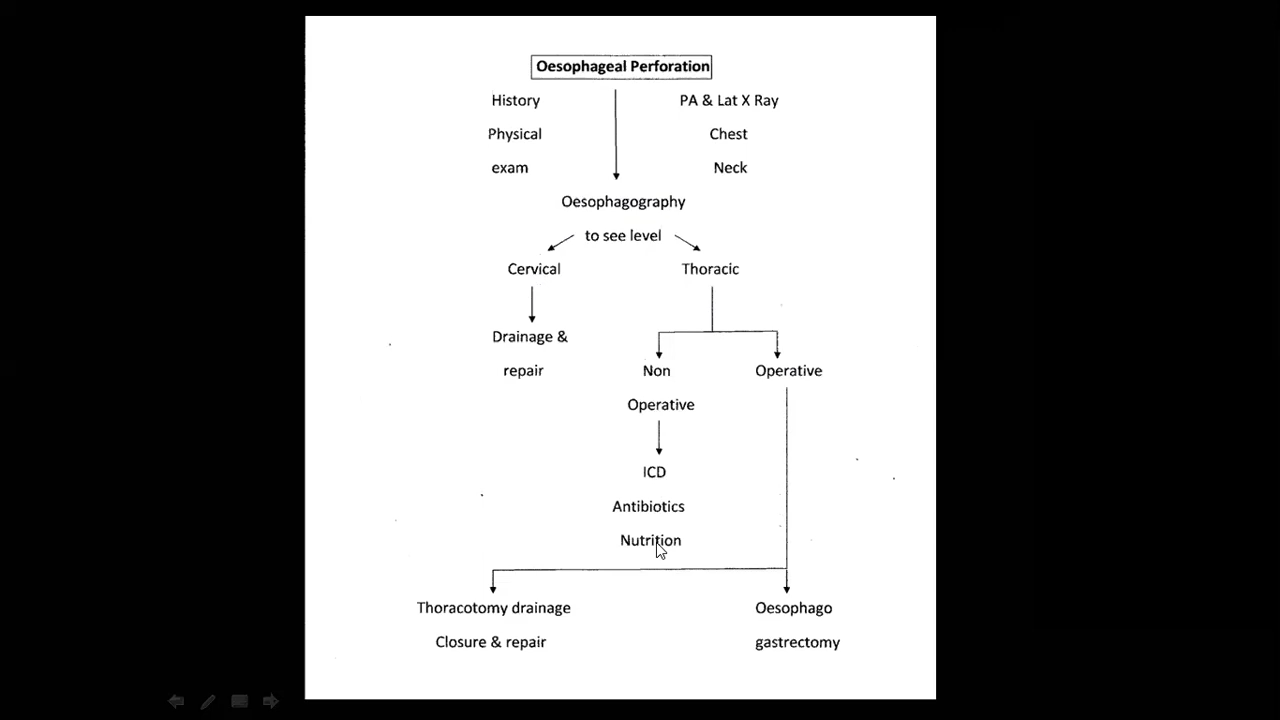 Oesophageal Perforation
History
PA & Lat X Ray
Physical
Chest
exam
Neck
Oesophagography
to see level
Cervical
Thoracic
Drainage &
repair
Non
Operative
Operative
ICD
Antibiotics
Nutrition
Thoracotomy drainage
Oesophago
Closure & repair
gastrectomy